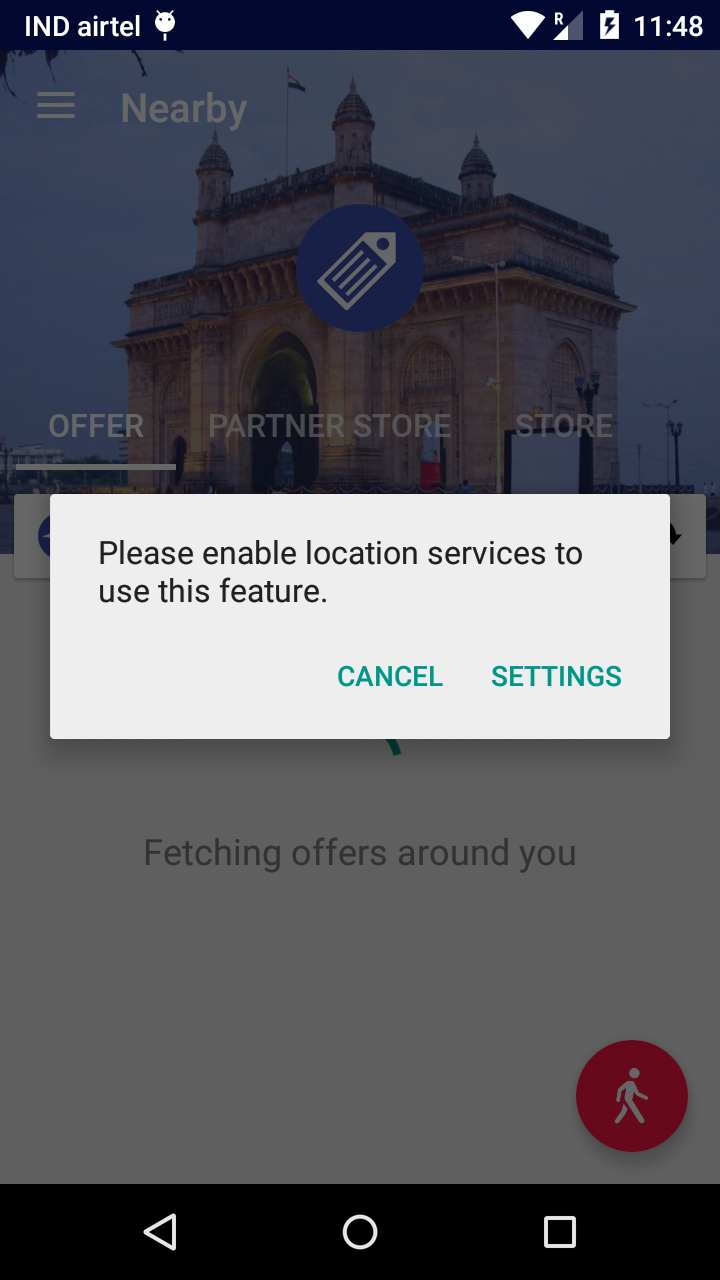 IND airtel
R
11:48
Nearby
OFFER
PARTNER STORE
STORE
Please enable location services to
use this feature.
CANCEL
SETTINGS
Fetching offers around you